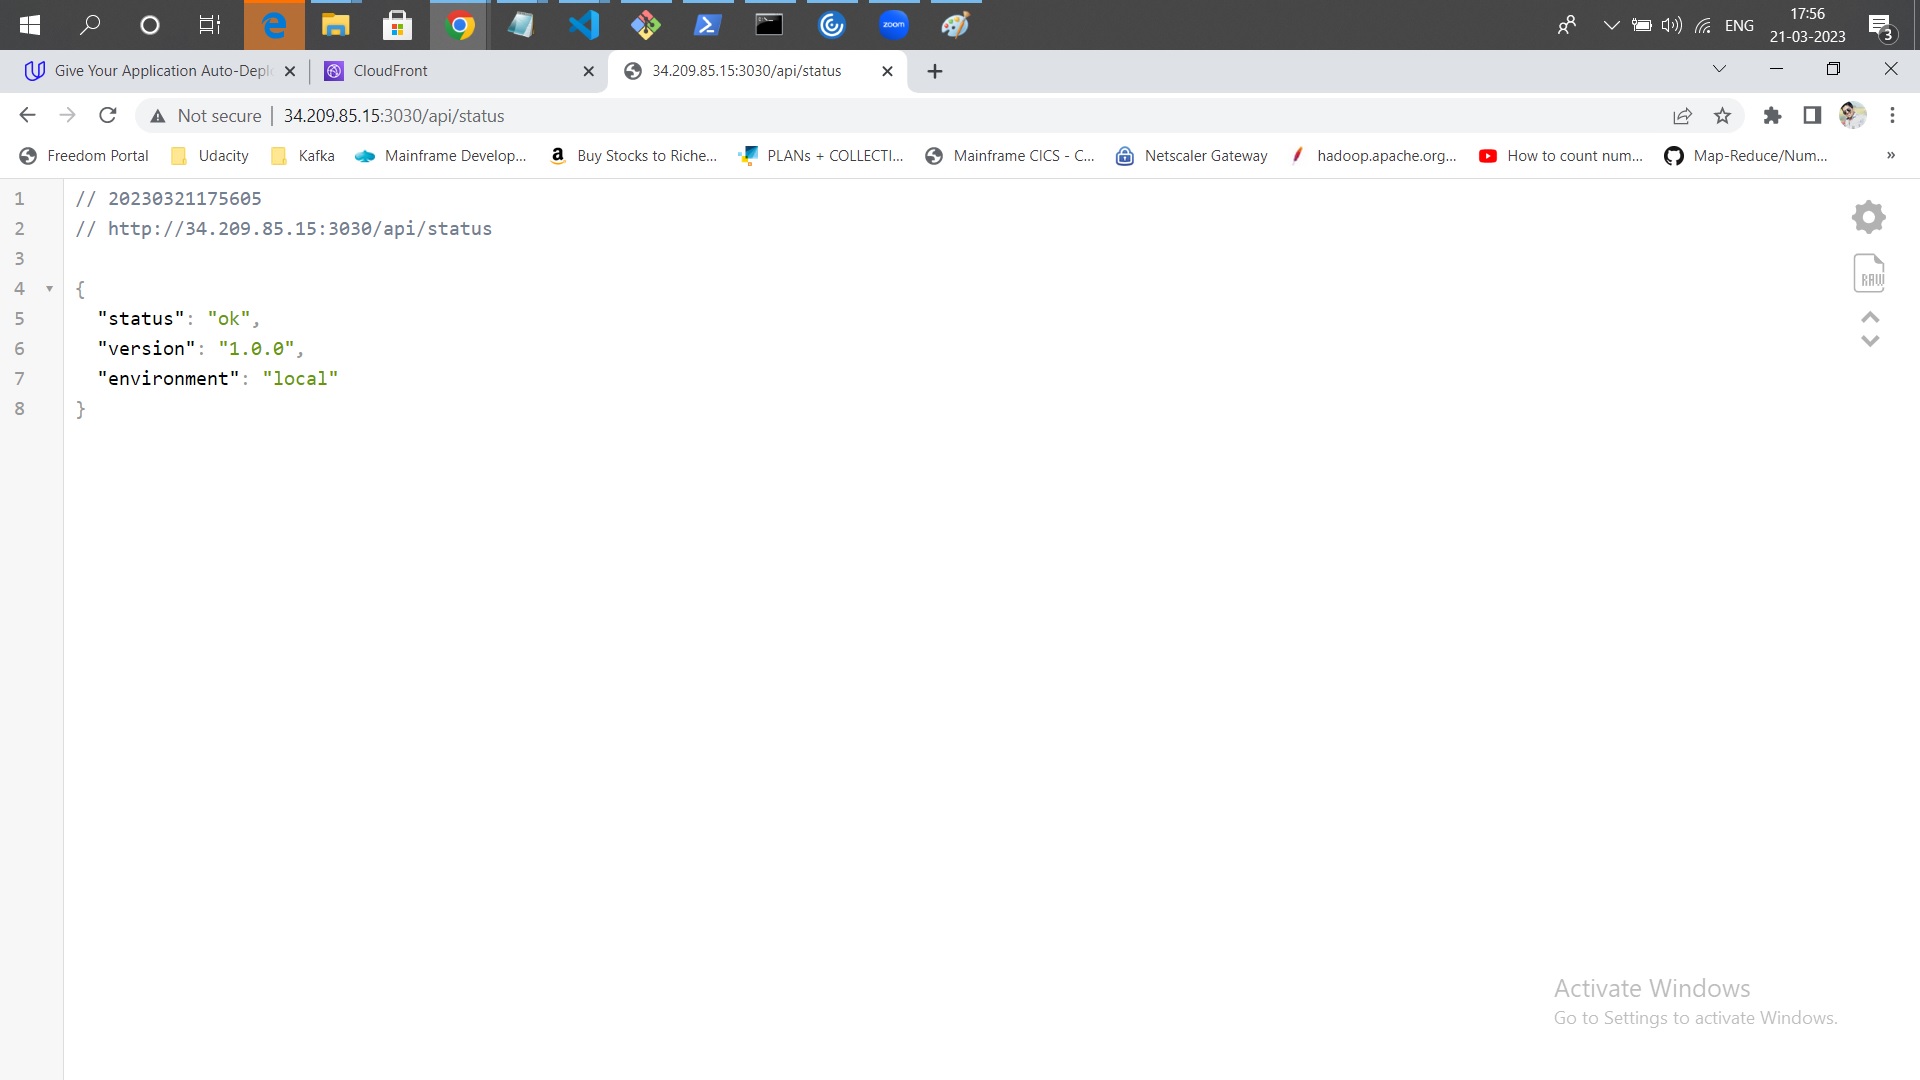 zoom
ENG
17:56
21-03-2023
3
Give Your Application Auto-Depl
CloudFront
34.209.85.15:3030/api/status
Not secure
34.209.85.15:3030/api/status
Freedom Portal
Udacity
Kafka
Mainframe Develop...
Buy Stocks to Riche...
PLANs + COLLECTI...
Mainframe CICS - C...
Netscaler Gateway
hadoop.apache.org...
How to count num...
Map-Reduce/Num...
»
1 // 20230321175605
2 // http://34.209.85.15:3030/api/status
3
4 {
5 "status": "ok",
6 "version": "1.0.0",
7 "environment": "local"
8 }
RAW
Activate Windows
Go to Settings to activate Windows.